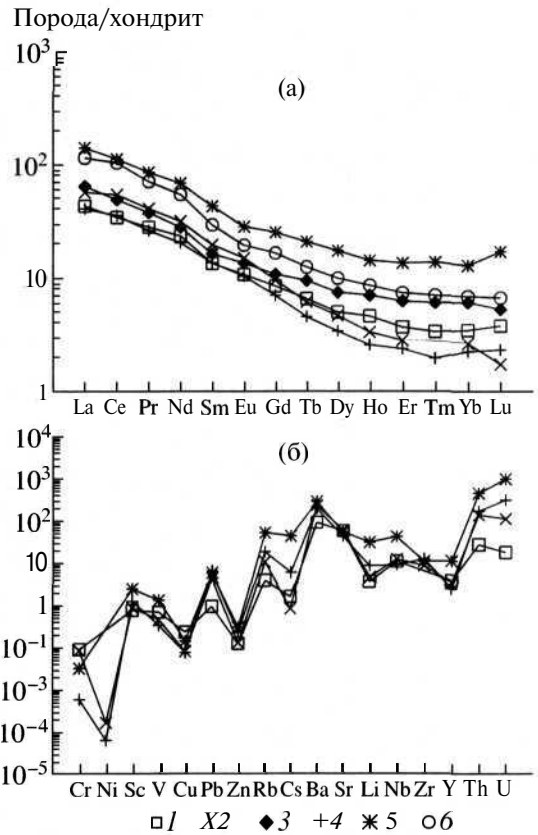 Порода/хондрит
10³
(а)
10²
10
1
La Ce Pr Nd Sm Eu Gd Tb Dy Ho Er Tm Yb Lu
10⁴
(б)
10³
10²
10
1
10⁻¹
10⁻²
10⁻³
10⁻⁴
10⁻⁵
Cr Ni Sc V Cu Pb Zn Rb Cs Ba Sr Li Nb Zr Y Th U
1 X2 3 +4 5 6